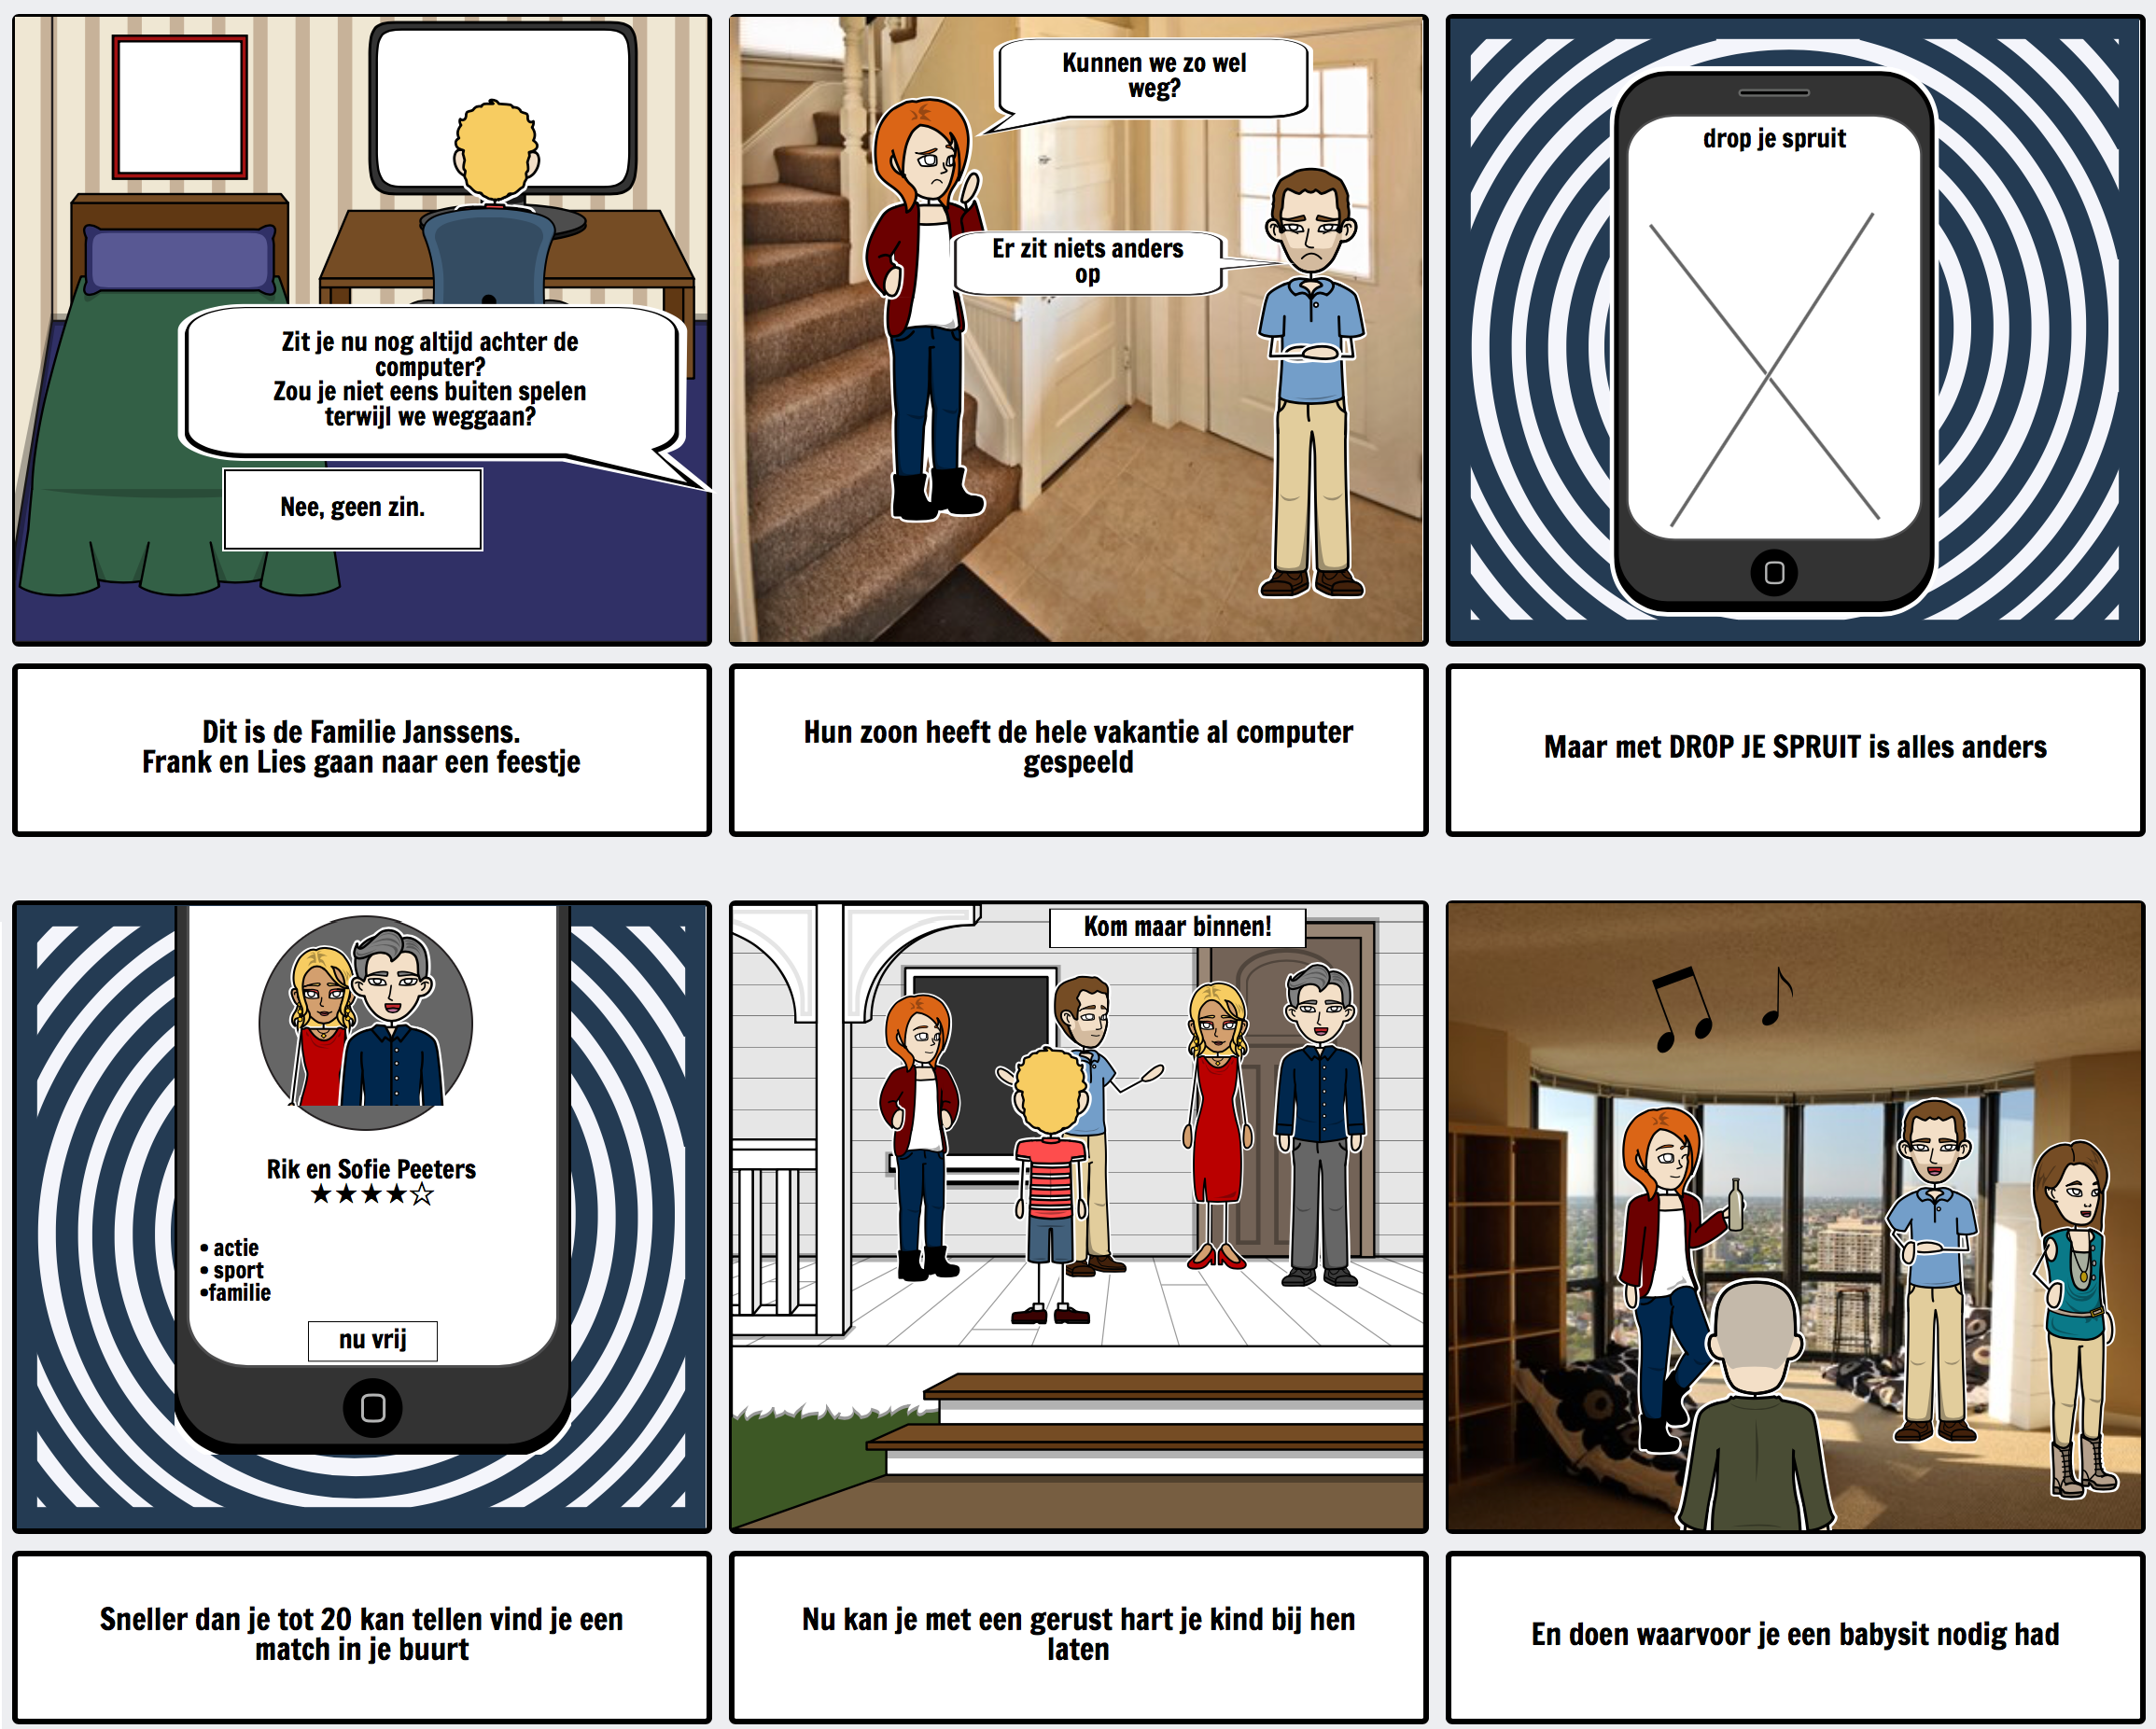 Zit je nu nog altijd achter de
computer?
Zou je niet eens buiten spelen
terwijl we weggaan?
Nee, geen zin.
Dit is de Familie Janssens.
Frank en Lies gaan naar een feestje
Kunnen we zo wel
weg?
Er zit niets anders
op
Hun zoon heeft de hele vakantie al computer
gespeeld
drop je spruit
Maar met DROP JE SPRUIT is alles anders
Rik en Sofie Peeters
★★★★☆
• actie
• sport
•familie
nu vrij
Sneller dan je tot 20 kan tellen vind je een
match in je buurt
Kom maar binnen!
Nu kan je met een gerust hart je kind bij hen
laten
En doen waarvoor je een babysit nodig had